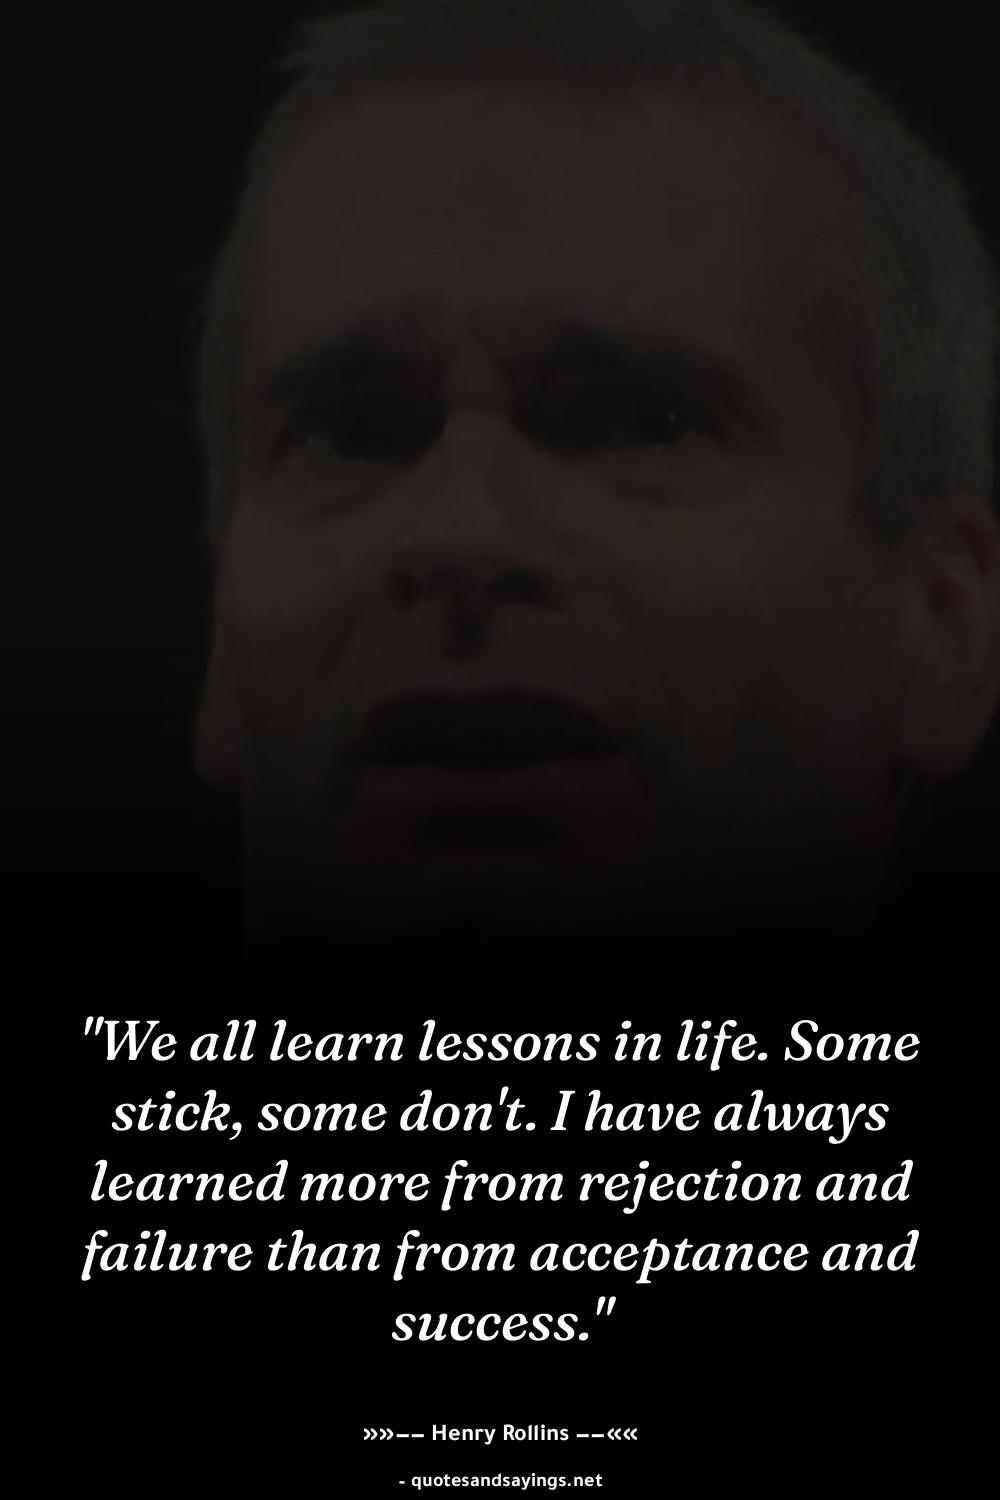 "We all learn lessons in life. Some
stick, some don't. I have always
learned more from rejection and
failure than from acceptance and
success."
»»−− Henry Rollins −−««
- quotesandsayings.net